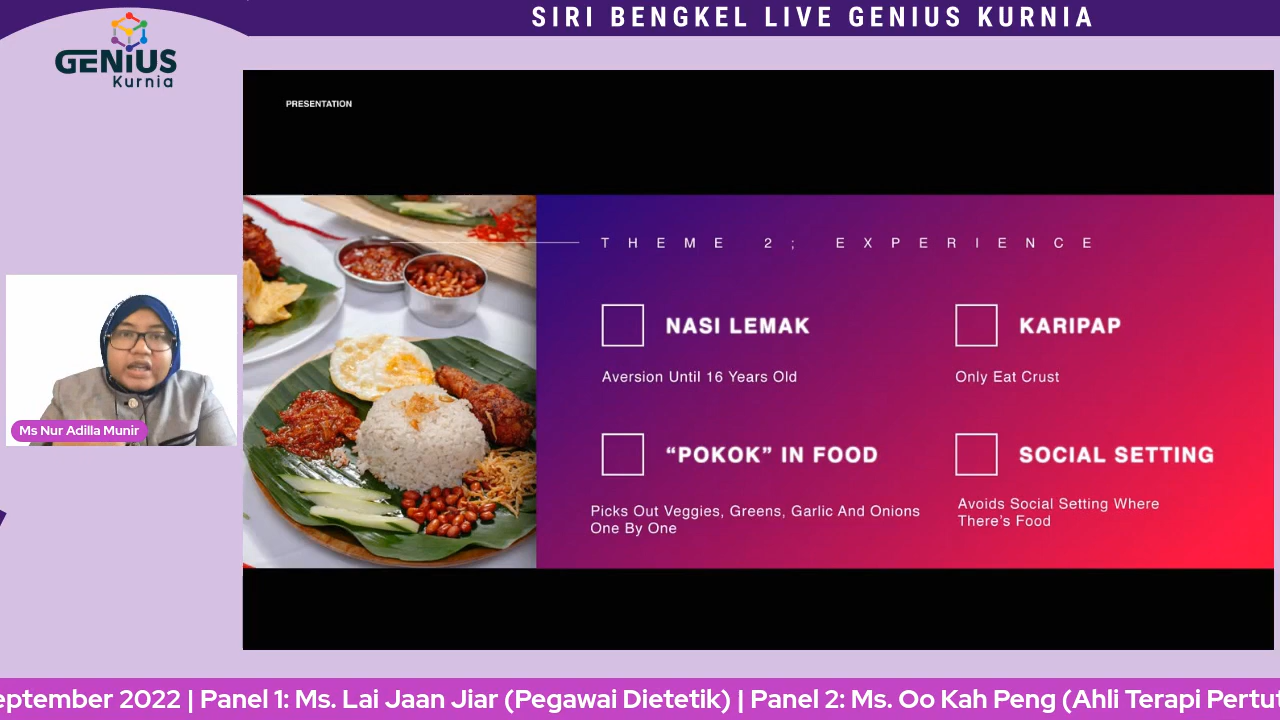 SIRI BENGKEL LIVE GENIUS KURNIA
GENIUS
Kurnia
PRESENTATION
THEME 2; EXPERIENCE
NASI LEMAK
Aversion Until 16 Years Old
KARIPAP
Only Eat Crust
“POKOK” IN FOOD
Picks Out Veggies, Greens, Garlic And Onions
One By One
SOCIAL SETTING
Avoids Social Setting Where
There’s Food
Ms Nur Adilla Munir
eptember 2022 | Panel 1: Ms. Lai Jaan Jiar (Pegawai Dietetik) | Panel 2: Ms. Oo Kah Peng (Ahli Terapi Pertut